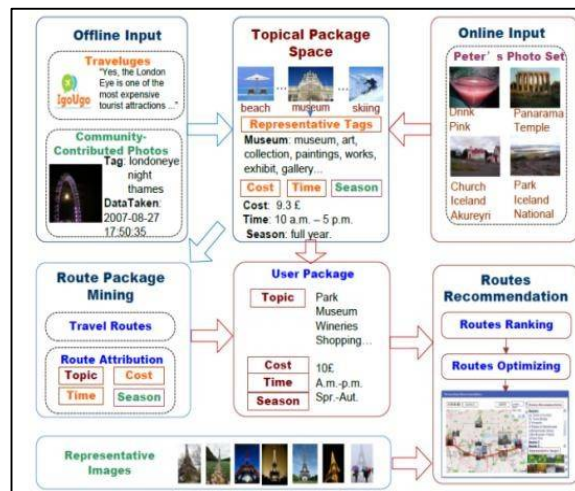 Offline Input
Traveluges
IgoUgo
"Yes, the London
Eye is one of the
most expensive
tourist attractions ..."
Community-
Contributed Photos
Tag: londoneye
night
thames
DataTaken:
2007-08-27
17:50:35
Topical Package
Space
beach
museum
skiing
Representative Tags
Museum: museum, art,
collection, paintings, works,
exhibit, gallery...
Cost
Time
Season
Cost: 9.3 £
Time: 10 a.m. – 5 p.m.
Season: full year.
Online Input
Peter's Photo Set
Drink
Pink
Panarama
Temple
Church
Iceland
Akureyri
Park
Iceland
National
Route Package
Mining
Travel Routes
Route Attribution
Topic
Cost
Time
Season
User Package
Topic
Park
Museum
Wineries
Shopping...
Cost
10£
Time
A.m.-p.m.
Season
Spr.-Aut.
Routes
Recommendation
Routes Ranking
Routes Optimizing
Representative
Images